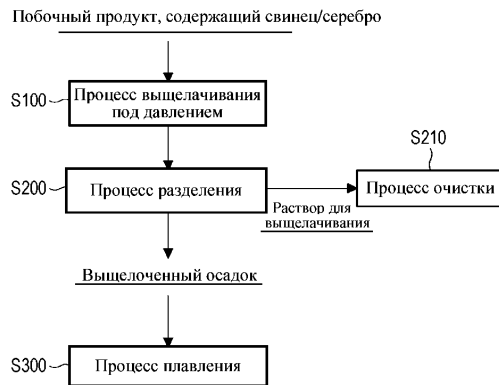 Побочный продукт, содержащий свинец/серебро
S100
Процесс выщелачивания
под давлением
S210
S200
Процесс разделения
Процесс очистки
Раствор для
выщелачивания
Выщелоченный осадок
S300
Процесс плавления